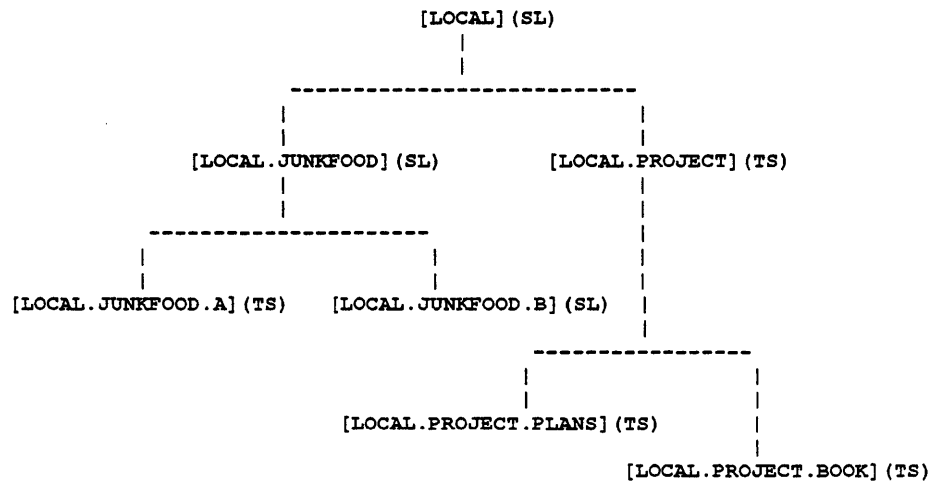 [LOCAL](SL)
[LOCAL.JUNKFOOD](SL) [LOCAL.PROJECT](TS)
[LOCAL.JUNKFOOD.A](TS) [LOCAL.JUNKFOOD.B](SL)
[LOCAL.PROJECT.PLANS](TS)
[LOCAL.PROJECT.BOOK](TS)